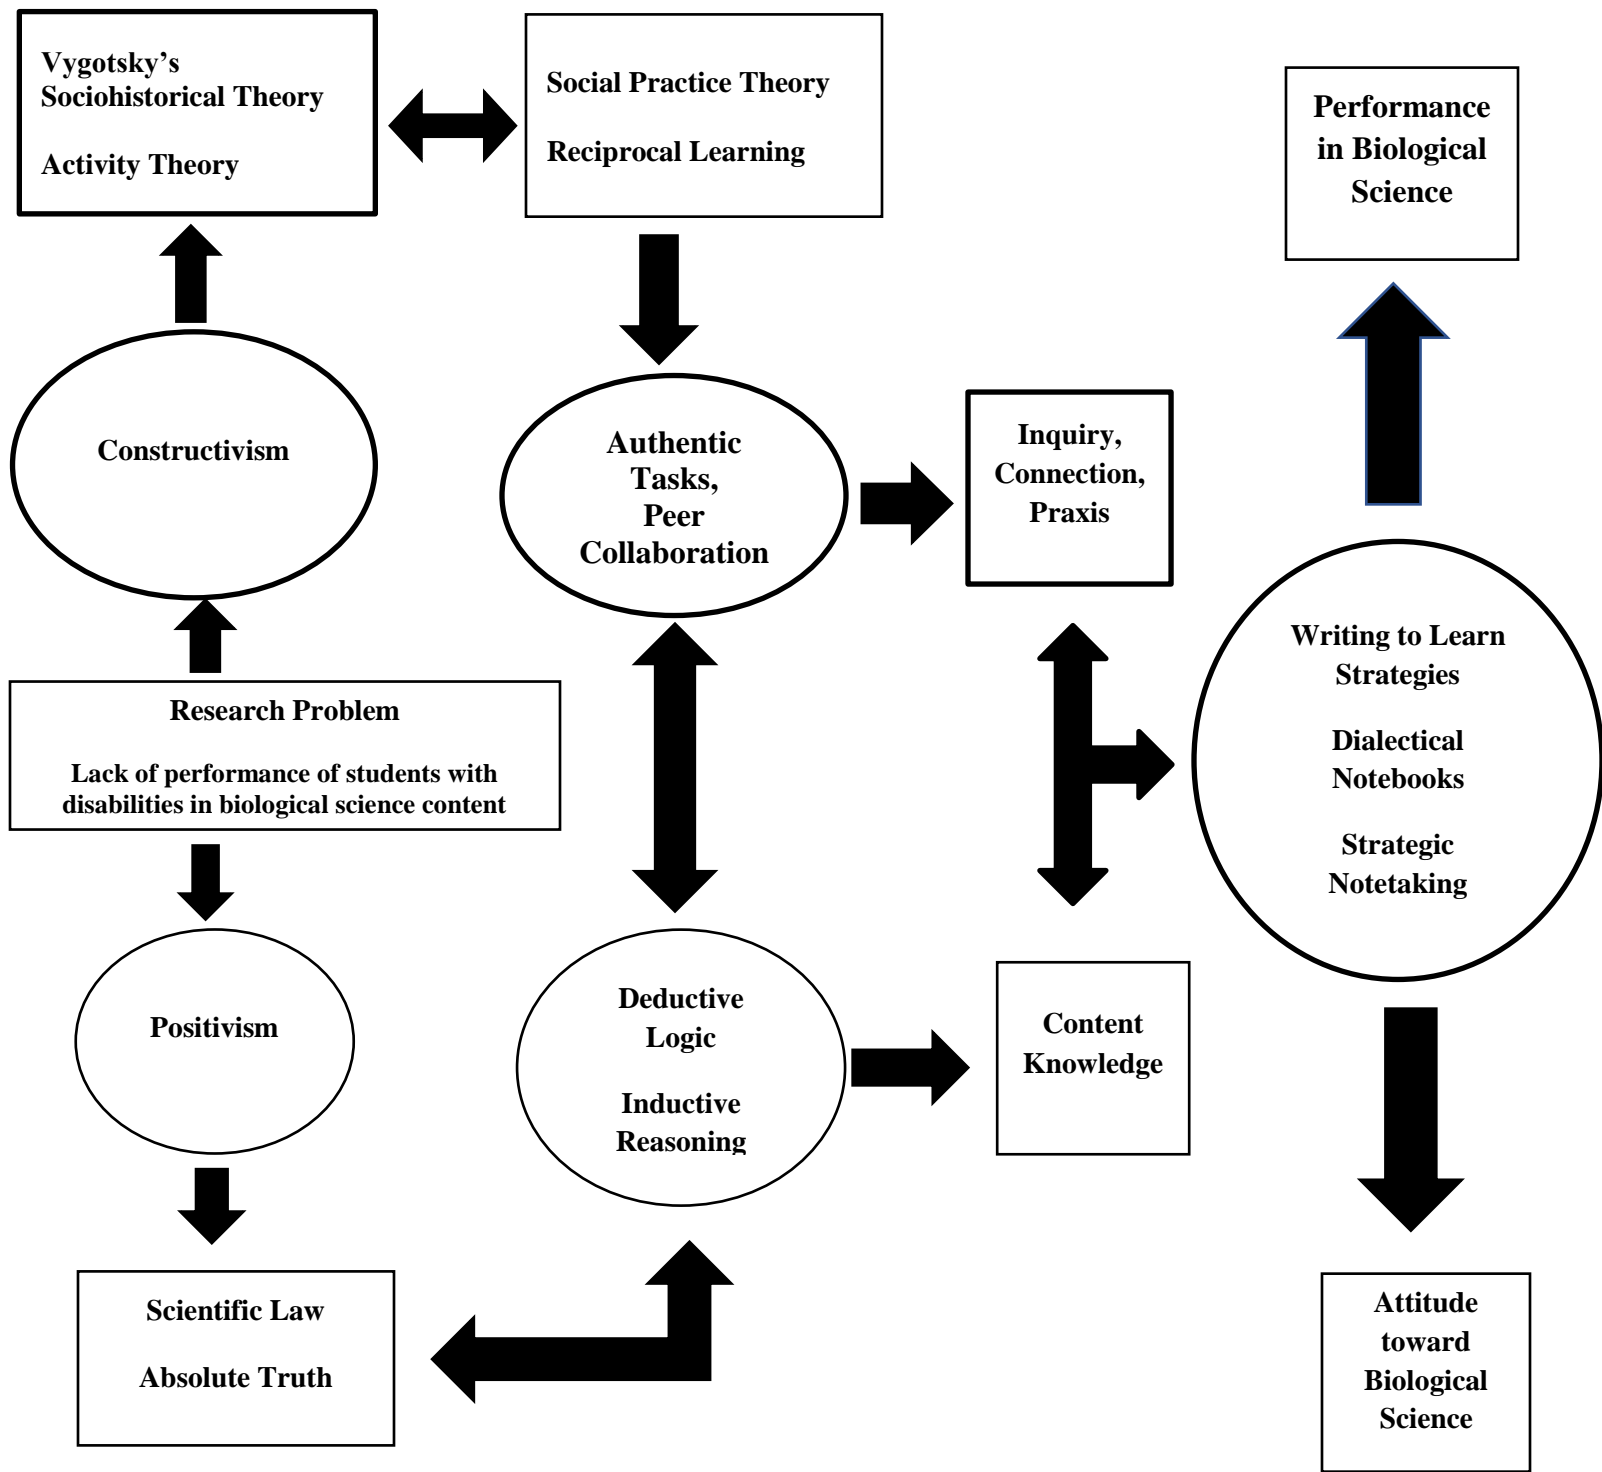 Vygotsky's
Sociohistorical Theory
Activity Theory
Social Practice Theory
Reciprocal Learning
Performance
in Biological
Science
Constructivism
Authentic
Tasks,
Peer
Collaboration
Inquiry,
Connection,
Praxis
Research Problem
Lack of performance of students with
disabilities in biological science content
Writing to Learn
Strategies
Dialectical
Notebooks
Strategic
Notetaking
Positivism
Deductive
Logic
Inductive
Reasoning
Content
Knowledge
Scientific Law
Absolute Truth
Attitude
toward
Biological
Science